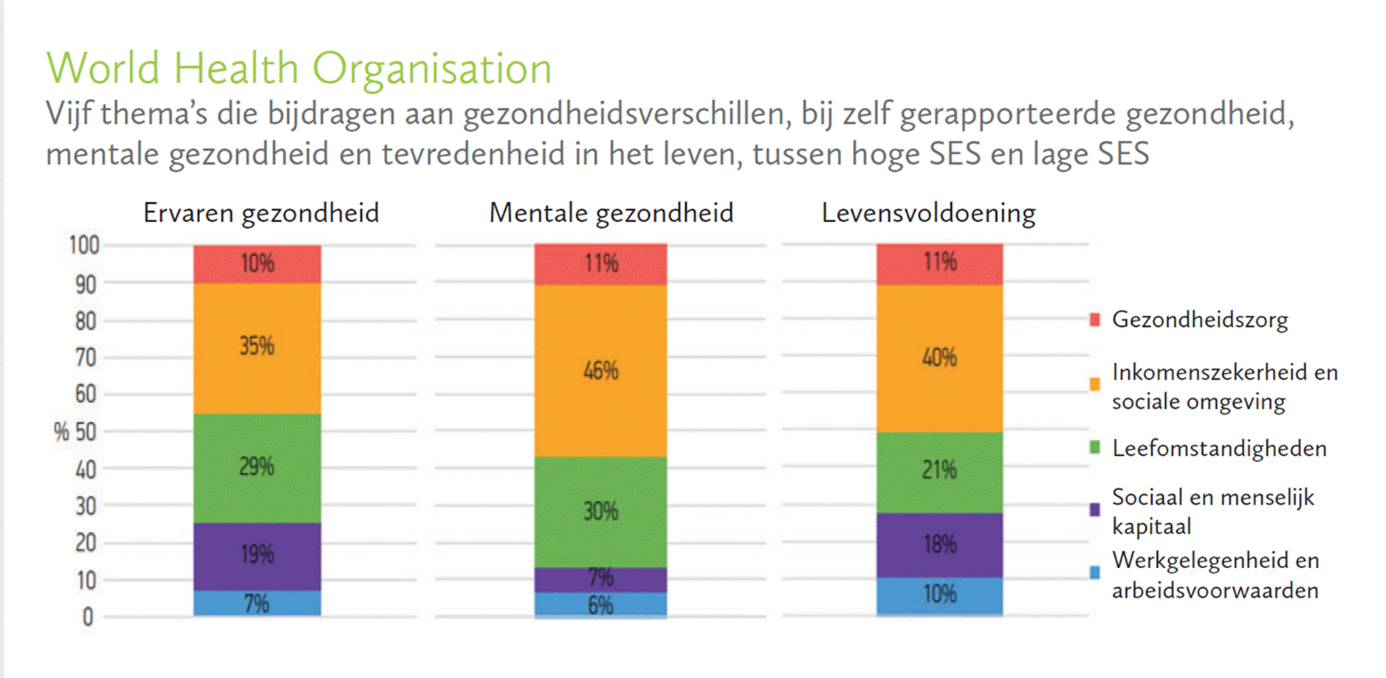 World Health Organisation
Vijf thema's die bijdragen aan gezondheidsverschillen, bij zelf gerapporteerde gezondheid,
mentale gezondheid en tevredenheid in het leven, tussen hoge SES en lage SES
Ervaren gezondheid
Mentale gezondheid
Levensvoldoening
100
90
80
70
60
% 50
40
30
20
10
0
10%
35%
29%
19%
7%
11%
46%
30%
7%
6%
11%
40%
21%
18%
10%
Gezondheidszorg
Inkomenszekerheid en
sociale omgeving
Leefomstandigheden
Sociaal en menselijk
kapitaal
Werkgelegenheid en
arbeidsvoorwaarden